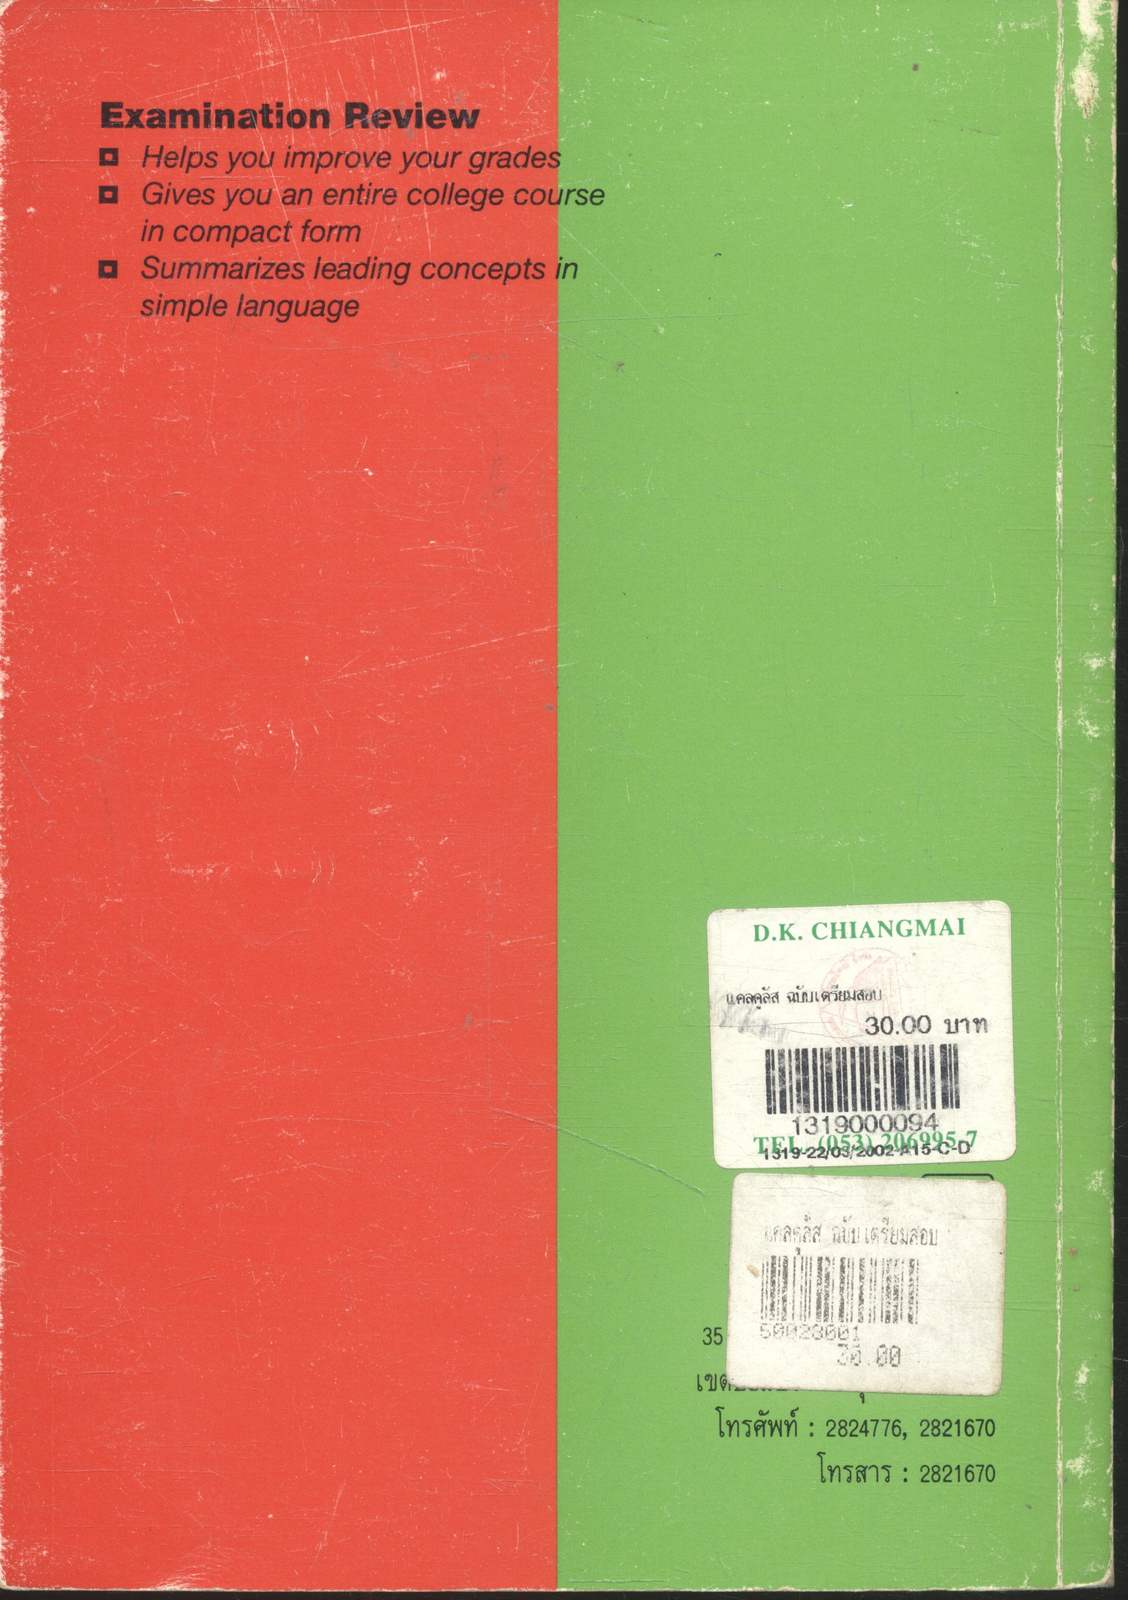 Examination Review
Helps you improve your grades
Gives you an entire college course
in compact form
Summarizes leading concepts in
simple language
D.K. CHIANGMAI
แคลคูลัส ฉบับเตรียมสอบ
30.00 บาท
1319000094
TEL. (053) 206995-7
1319-22/03/2002-A15-C-D
แคลคูลัส ฉบับเตรียมสอบ
50023001
30.00
35
โทรศัพท์ : 2824776, 2821670
โทรสาร : 2821670